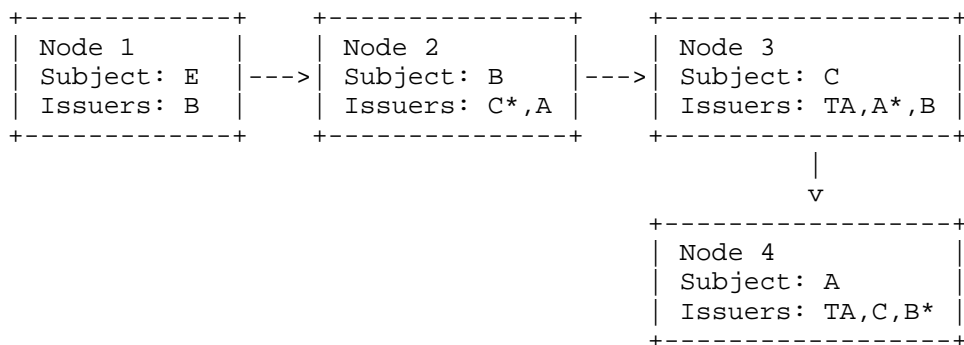 Node 1 Node 2 Node 3
Subject: E Subject: B Subject: C
Issuers: B Issuers: C*,A Issuers: TA,A*,B
Node 4
Subject: A
Issuers: TA,C,B*